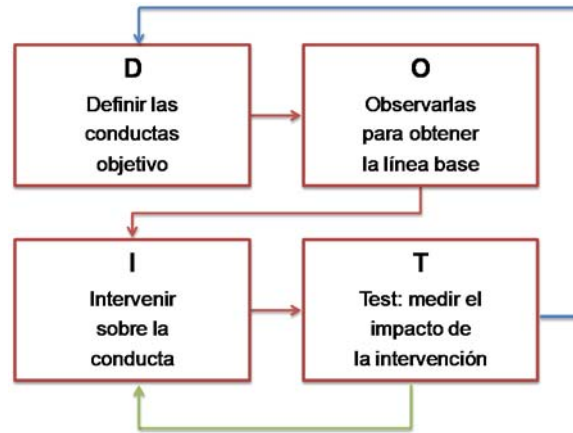 D
Definir las
conductas
objetivo
O
Observarlas
para obtener
la línea base
I
Intervenir
sobre la
conducta
T
Test: medir el
impacto de
la intervención